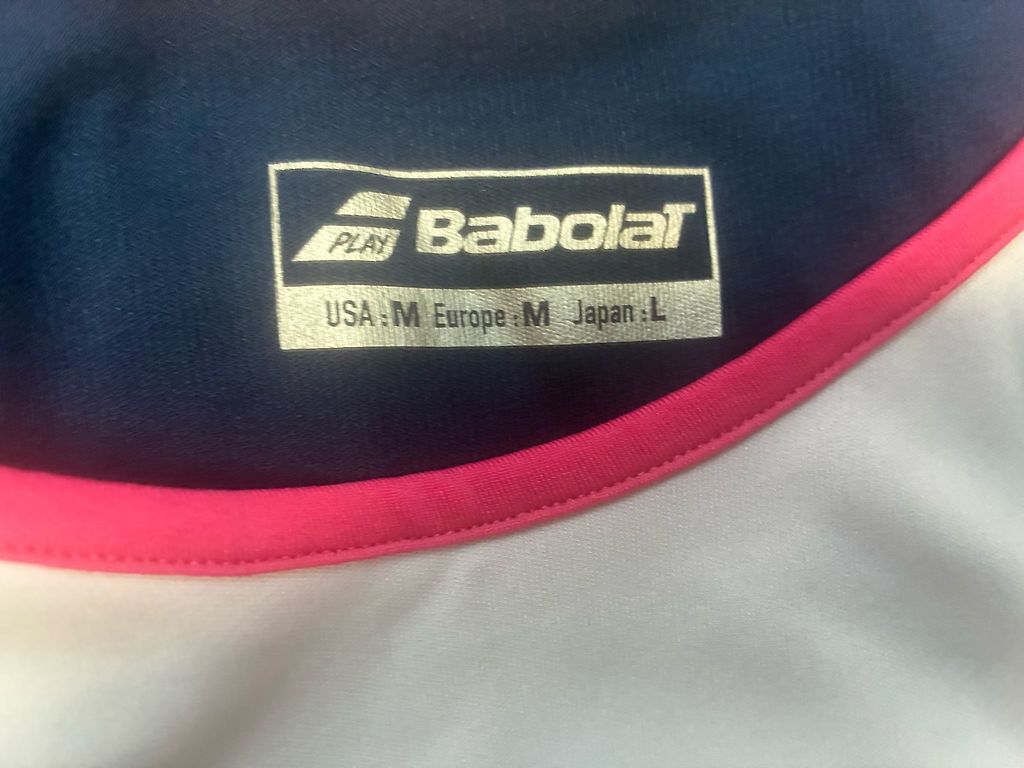 PLAY BabolaT
USA : M Europe : M Japan : L